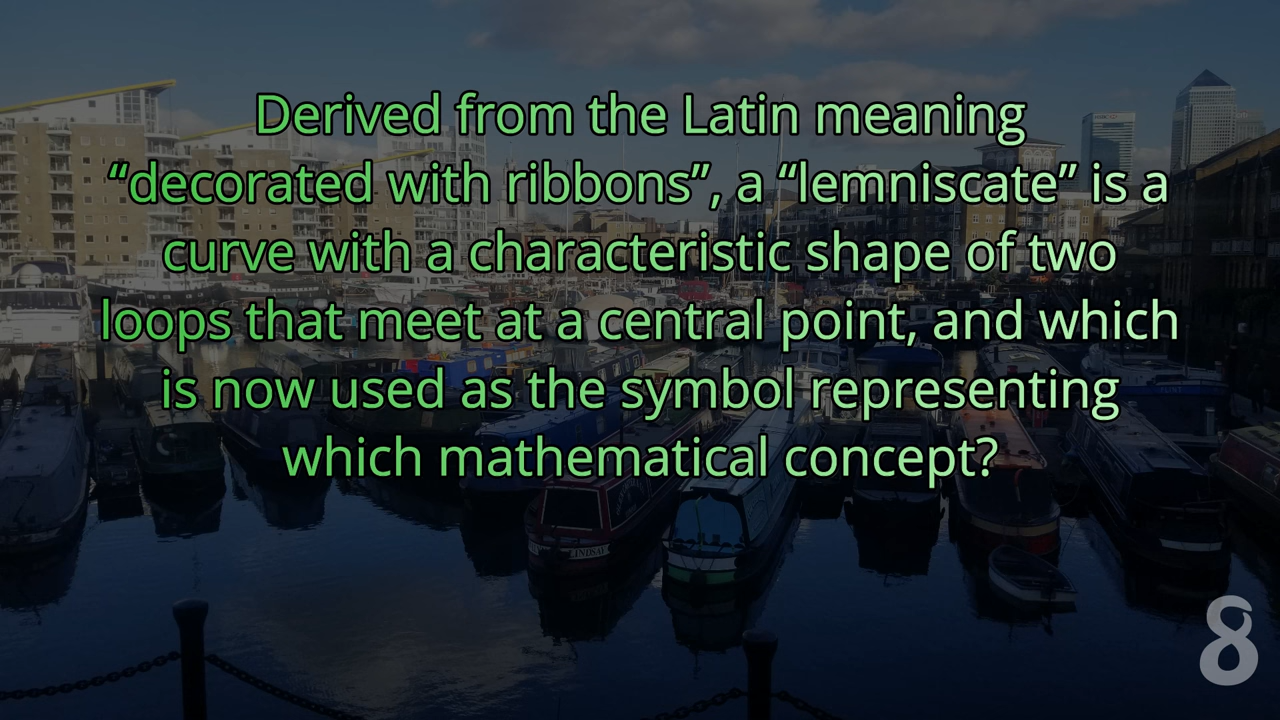 Derived from the Latin meaning
“decorated with ribbons”, a “lemniscate” is a
curve with a characteristic shape of two
loops that meet at a central point, and which
is now used as the symbol representing
which mathematical concept?
LINDSAY
8